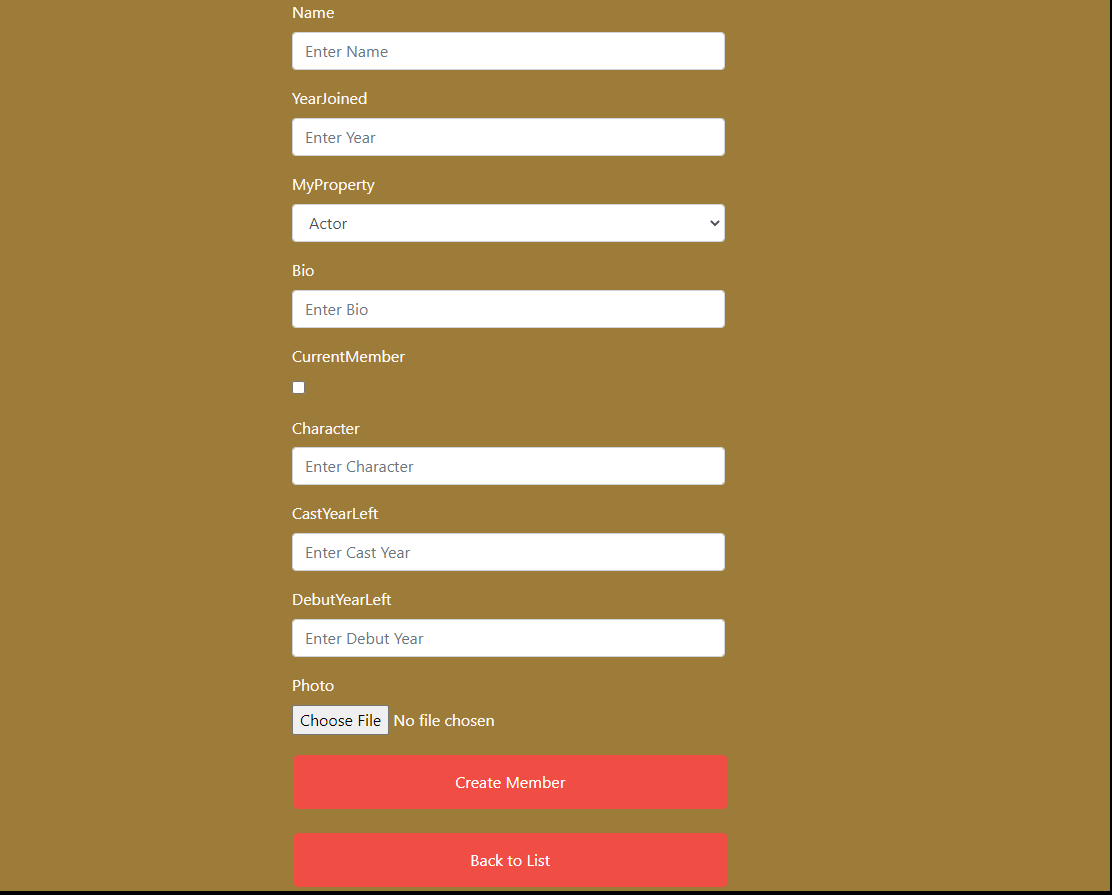 Name
Enter Name
YearJoined
Enter Year
MyProperty
Actor
Bio
Enter Bio
CurrentMember
Character
Enter Character
CastYearLeft
Enter Cast Year
DebutYearLeft
Enter Debut Year
Photo
Choose File No file chosen
Create Member
Back to List